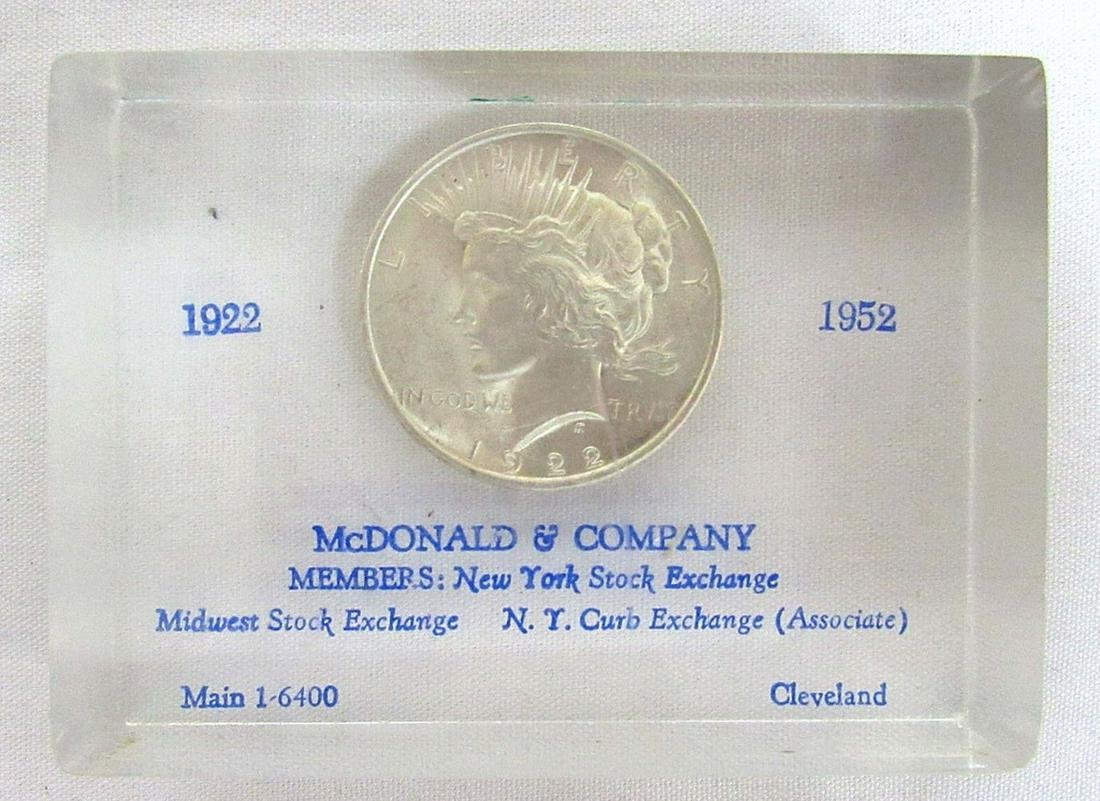 LIBERTY
1922 1952
IN GOD WE TRVST
1922
McDONALD & COMPANY
MEMBERS: New York Stock Exchange
Midwest Stock Exchange N. Y. Curb Exchange (Associate)
Main 1-6400 Cleveland